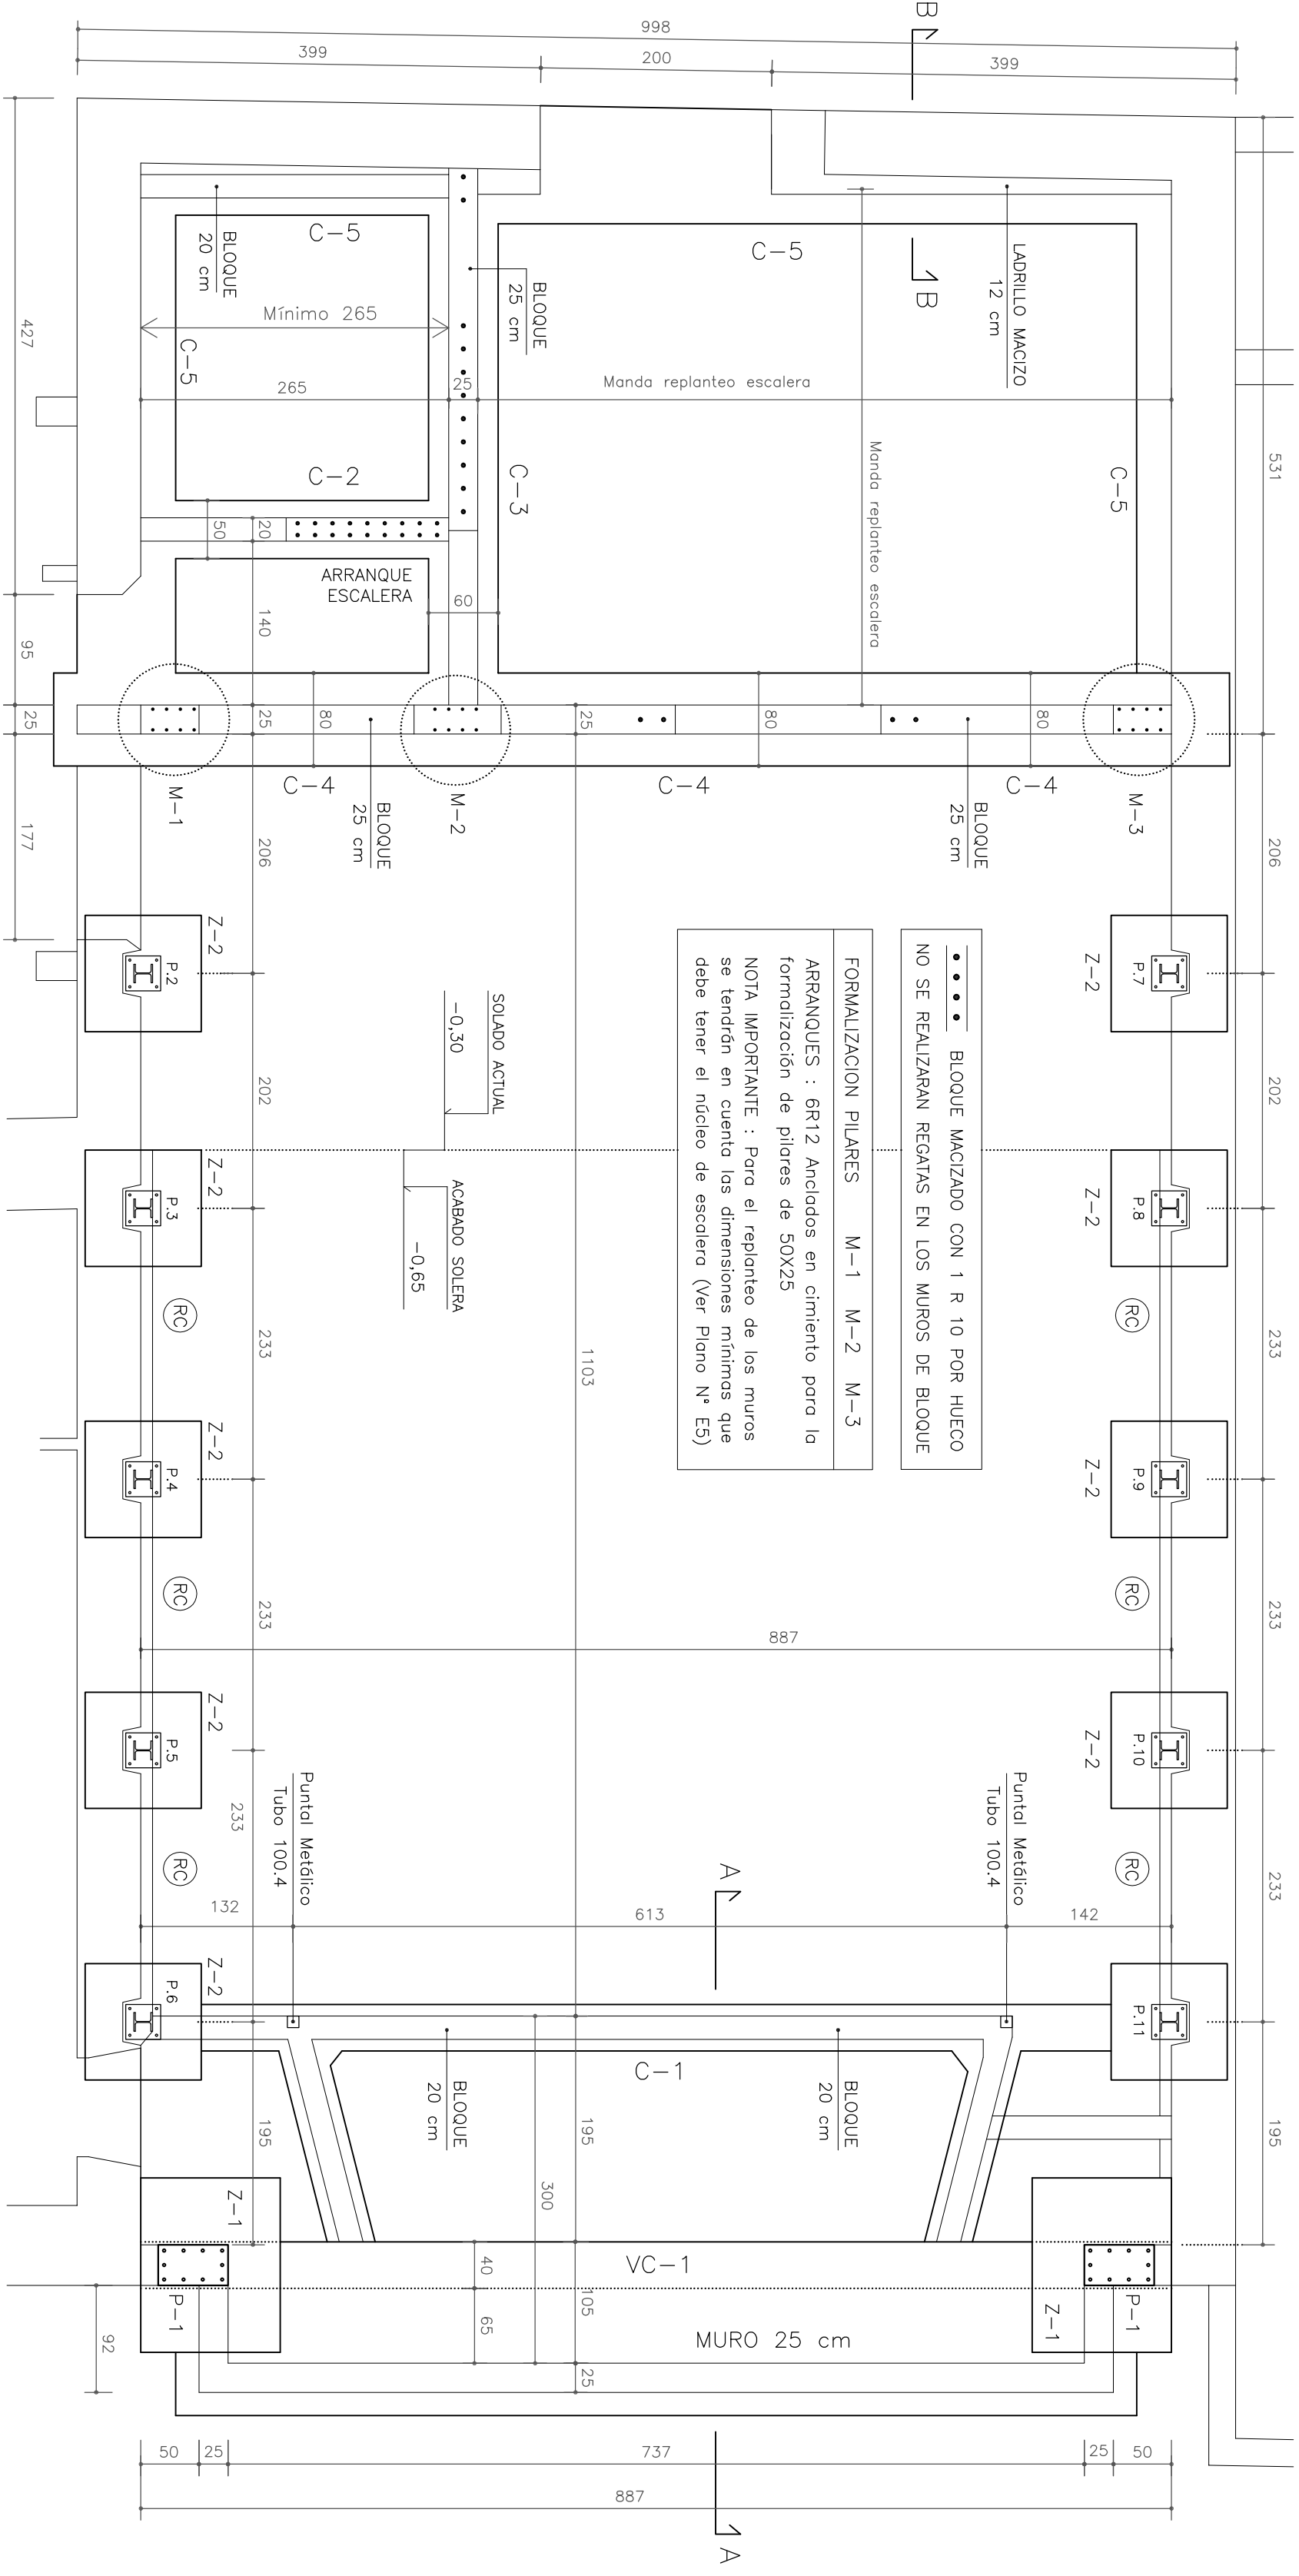 B
998
399
200
399
C-5
BLOQUE
20 cm
Mínimo 265
C-5
265
25
C-2
BLOQUE
25 cm
C-5
B
LADRILLO MACIZO
12 cm
Manda replanteo escalera
Manda replanteo escalera
C-3
C-5
427
531
50
20
ARRANQUE
ESCALERA
60
140
95
25
25
80
25
80
80
C-4
C-4
C-4
M-1
M-2
M-3
BLOQUE
25 cm
BLOQUE
25 cm
177
206
206
Z-2
P.2
P.7
Z-2
202
202
SOLADO ACTUAL
-0,30
ACABADO SOLERA
-0,65
BLOQUE MACIZADO CON 1 R 10 POR HUECO
NO SE REALIZARAN REGATAS EN LOS MUROS DE BLOQUE
FORMALIZACION PILARES M-1 M-2 M-3
ARRANQUES : 6R12 Anclados en cimiento para la
formalización de pilares de 50X25
NOTA IMPORTANTE : Para el replanteo de los muros
se tendrán en cuenta las dimensiones mínimas que
debe tener el núcleo de escalera (Ver Plano Nº E5)
Z-2
P.3
P.8
Z-2
RC
RC
233
1103
233
Z-2
P.4
P.9
Z-2
RC
RC
233
233
887
Z-2
P.5
P.10
Z-2
Puntal Metálico
Tubo 100.4
Puntal Metálico
Tubo 100.4
RC
RC
233
233
A
132
613
142
Z-2
P.6
P.11
C-1
BLOQUE
20 cm
BLOQUE
20 cm
195
195
195
300
Z-1
VC-1
40
105
65
P-1
P-1
Z-1
MURO 25 cm
92
25
50
25
737
25
50
887
A